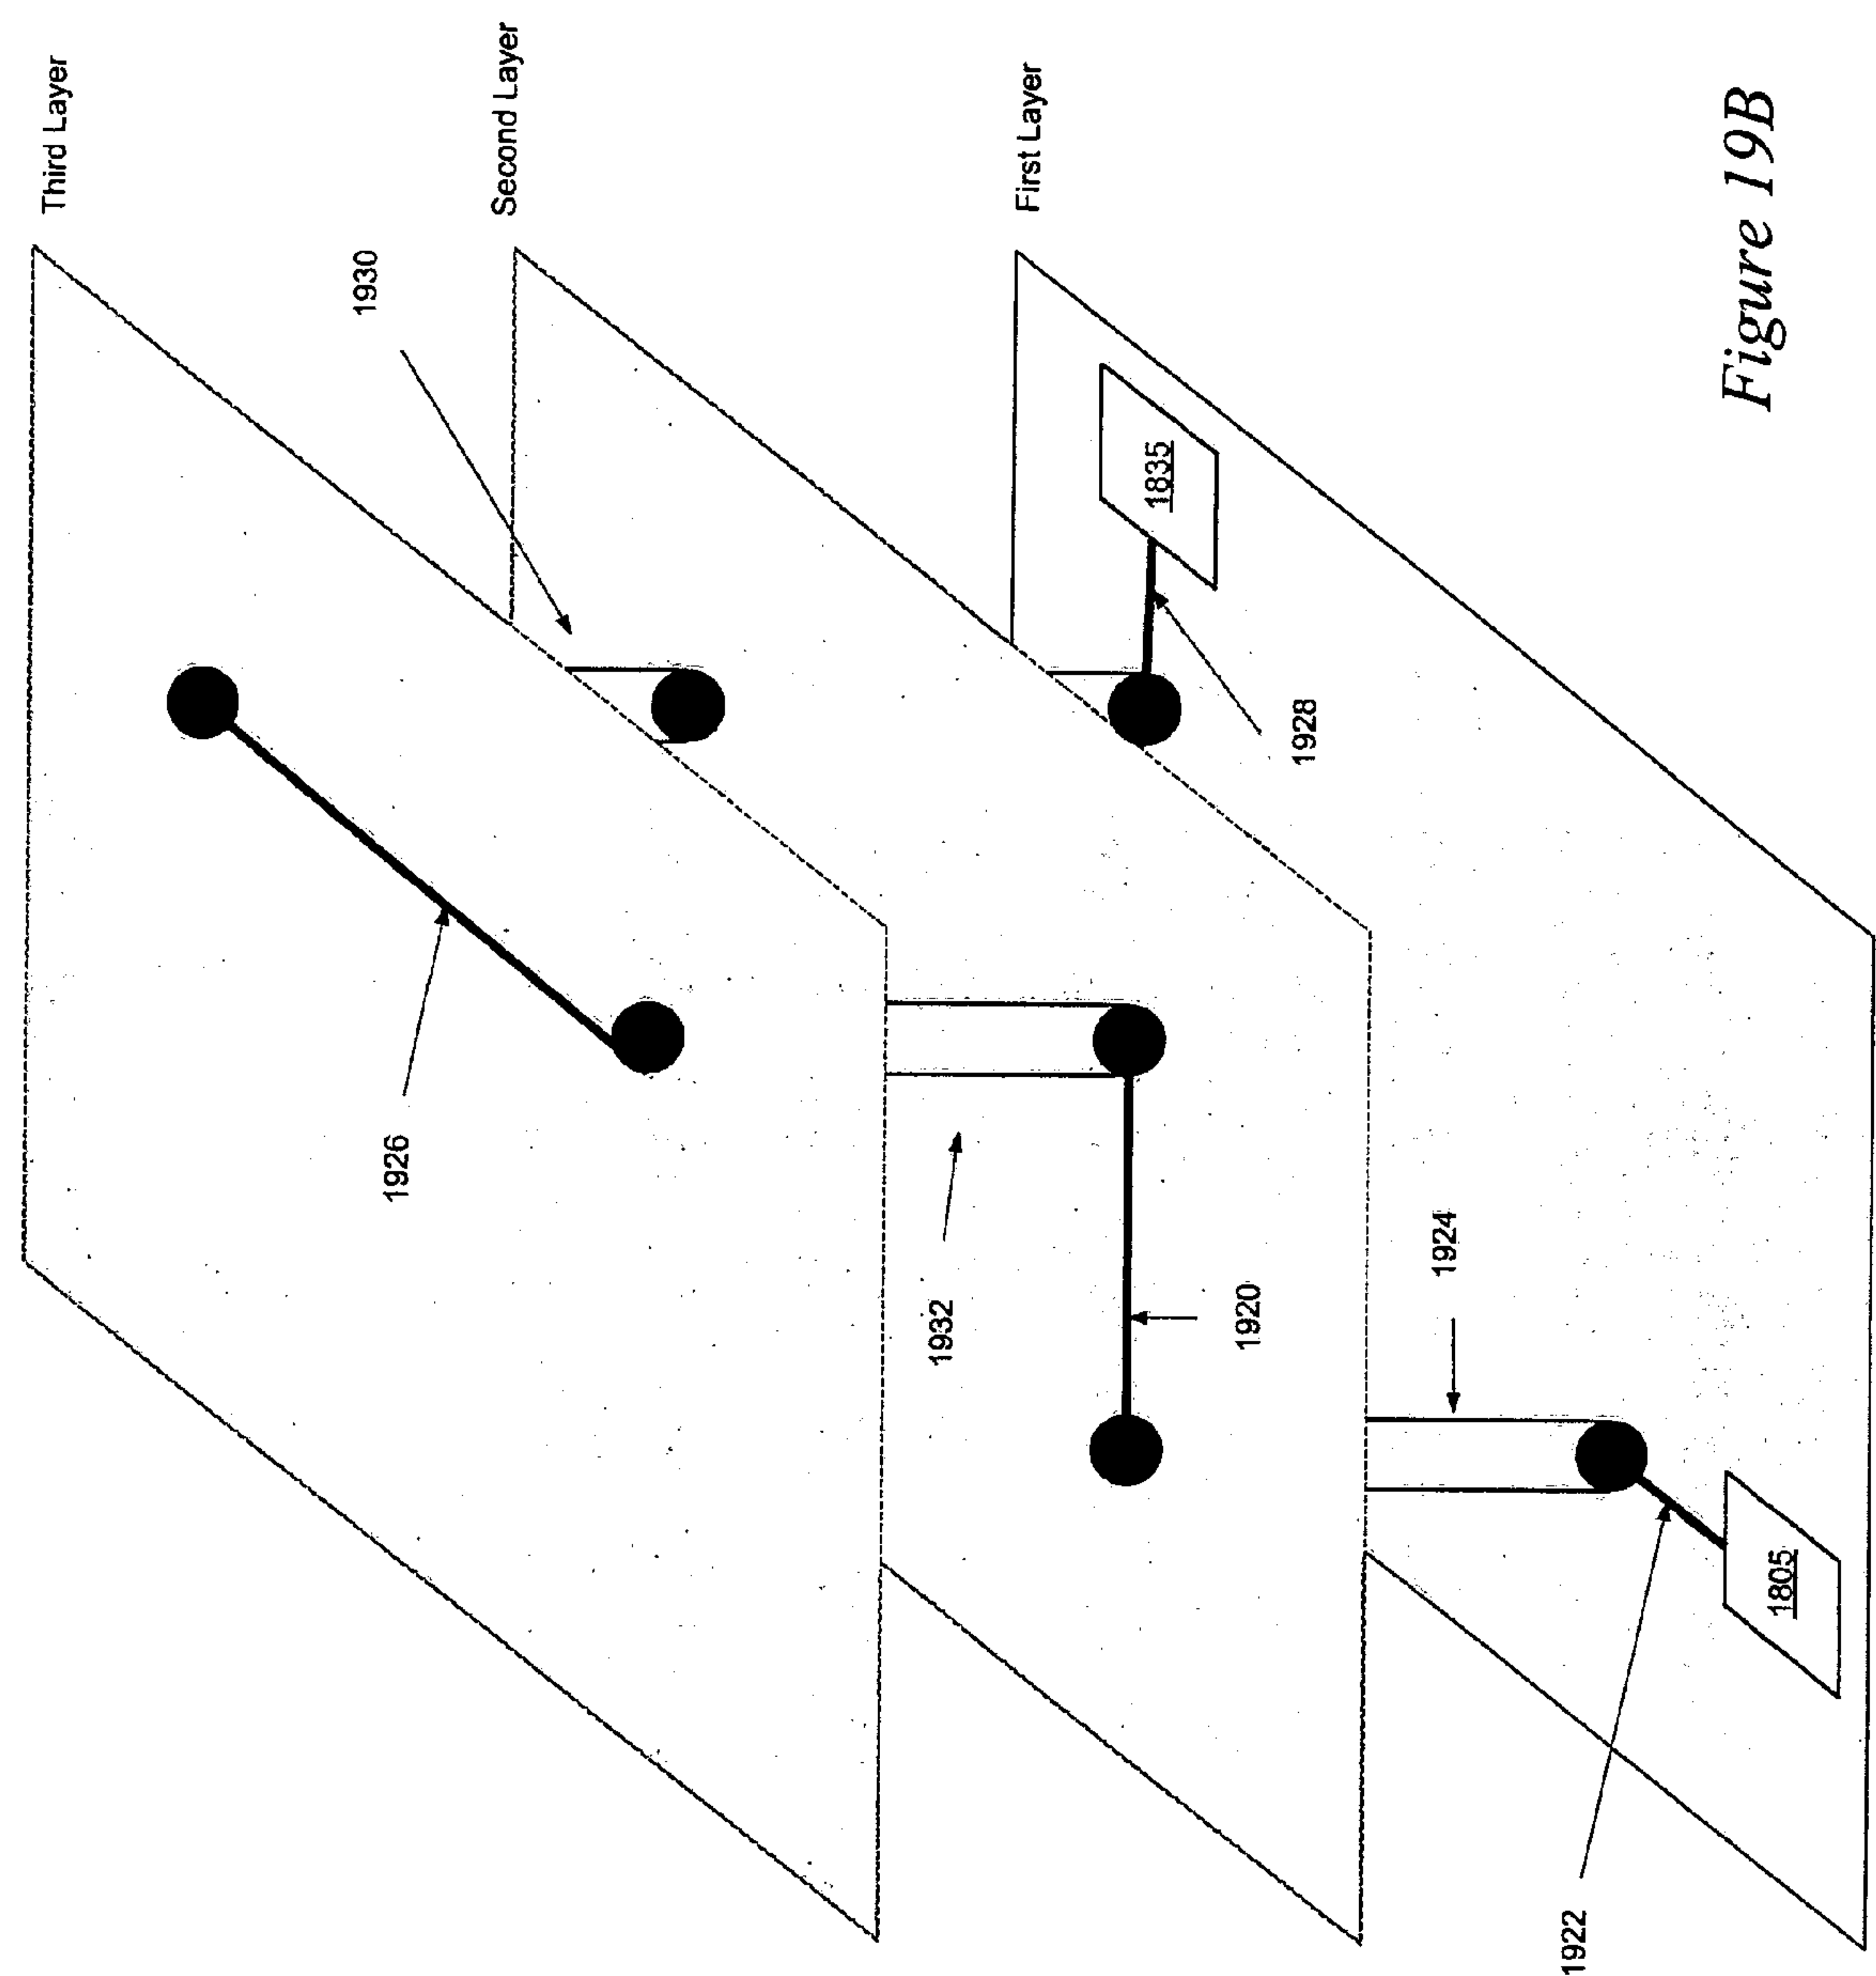 Third Layer
Second Layer
First Layer
1930
1926
1932
1920
1924
1928
1835
1922
1805
Figure 19B